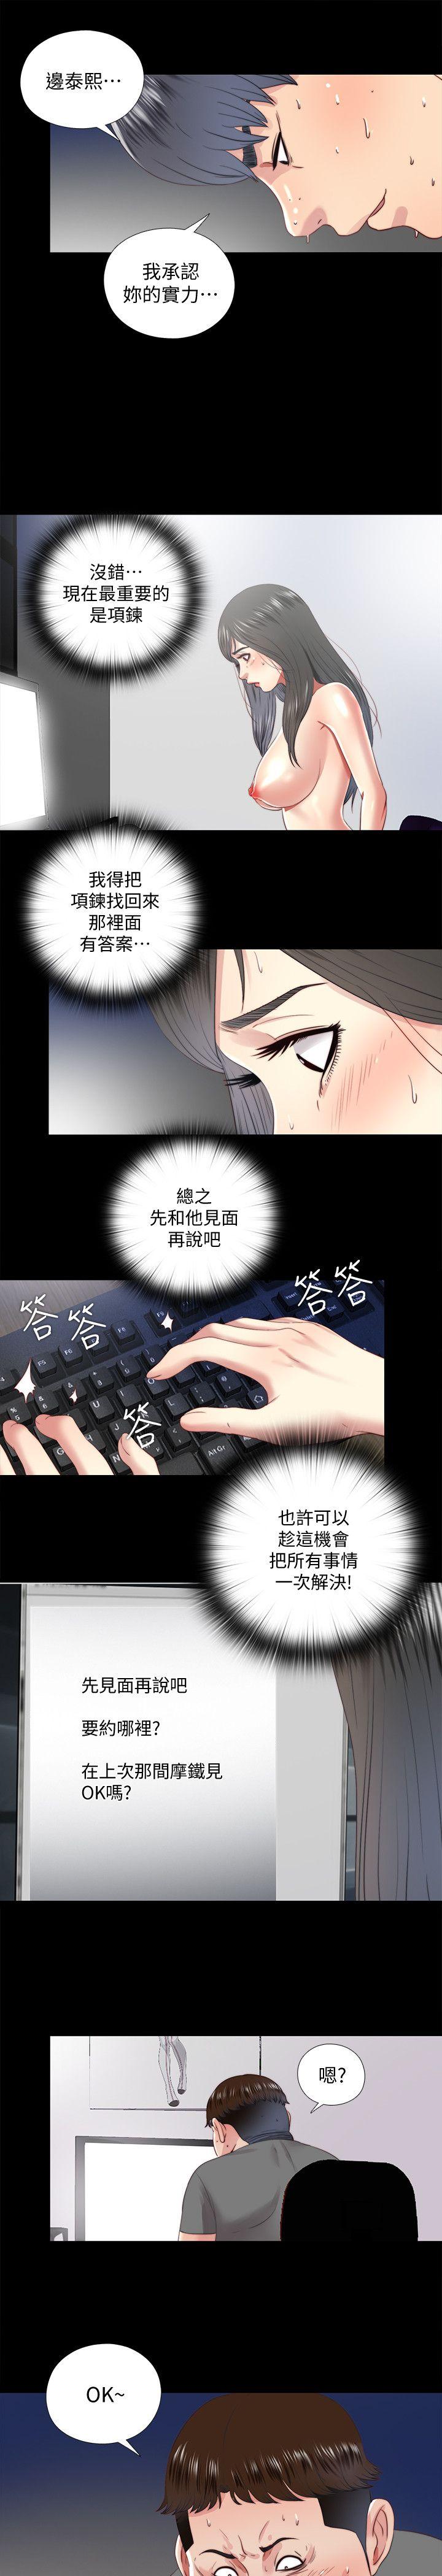 邊泰熙…
我承認
妳的實力…
沒錯…
現在最重要的
是項鍊
我得把
項鍊找回來
那裡面
有答案…
總之
先和他見面
再說吧
答
答
答
答
答
也許可以
趁這機會
把所有事情
一次解決!
先見面再說吧
要約哪裡?
在上次那間摩鐵見
OK嗎?
嗯?
OK~